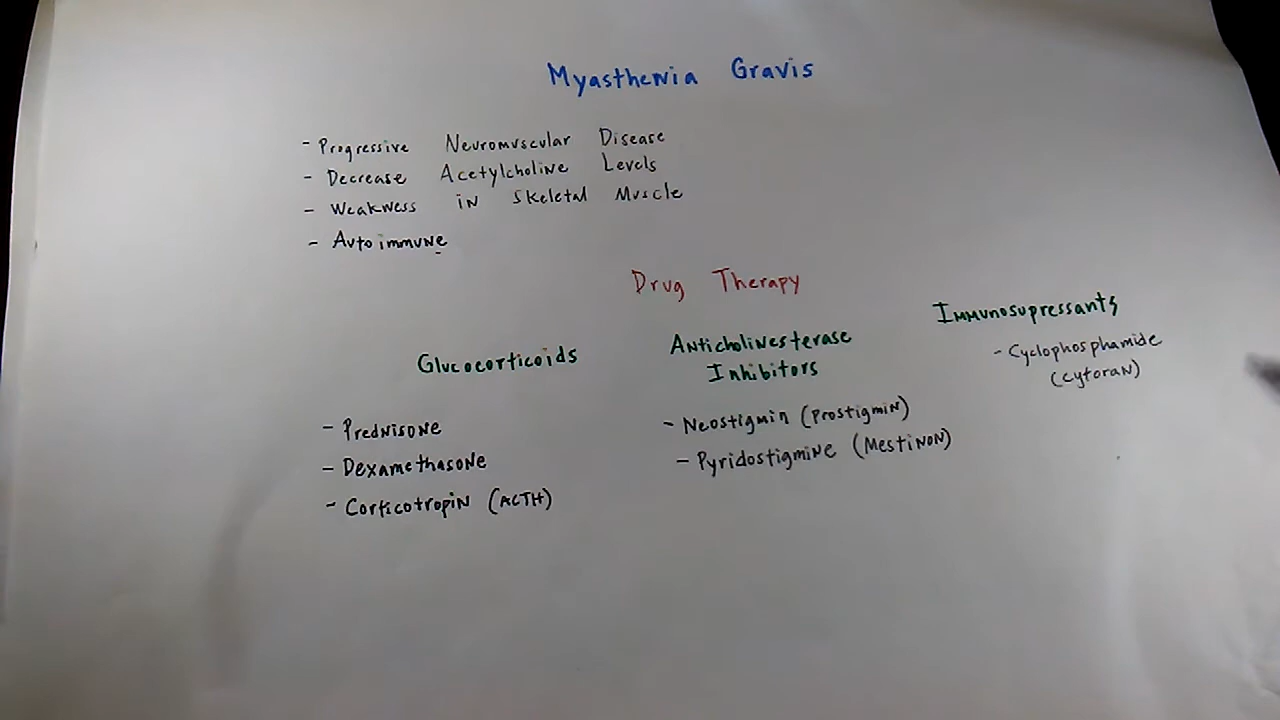 Myasthenia Gravis
- Progressive Neuromuscular Disease
- Decrease Acetylcholine Levels
- Weakness in Skeletal Muscle
- Autoimmune
Drug Therapy
Glucocorticoids
- Prednisone
- Dexamethasone
- Corticotropin (ACTH)
Anticholinesterase
Inhibitors
- Neostigmin (Prostigmin)
- Pyridostigmine (Mestinon)
Immunosupressants
- Cyclophosphamide
(Cytoran)